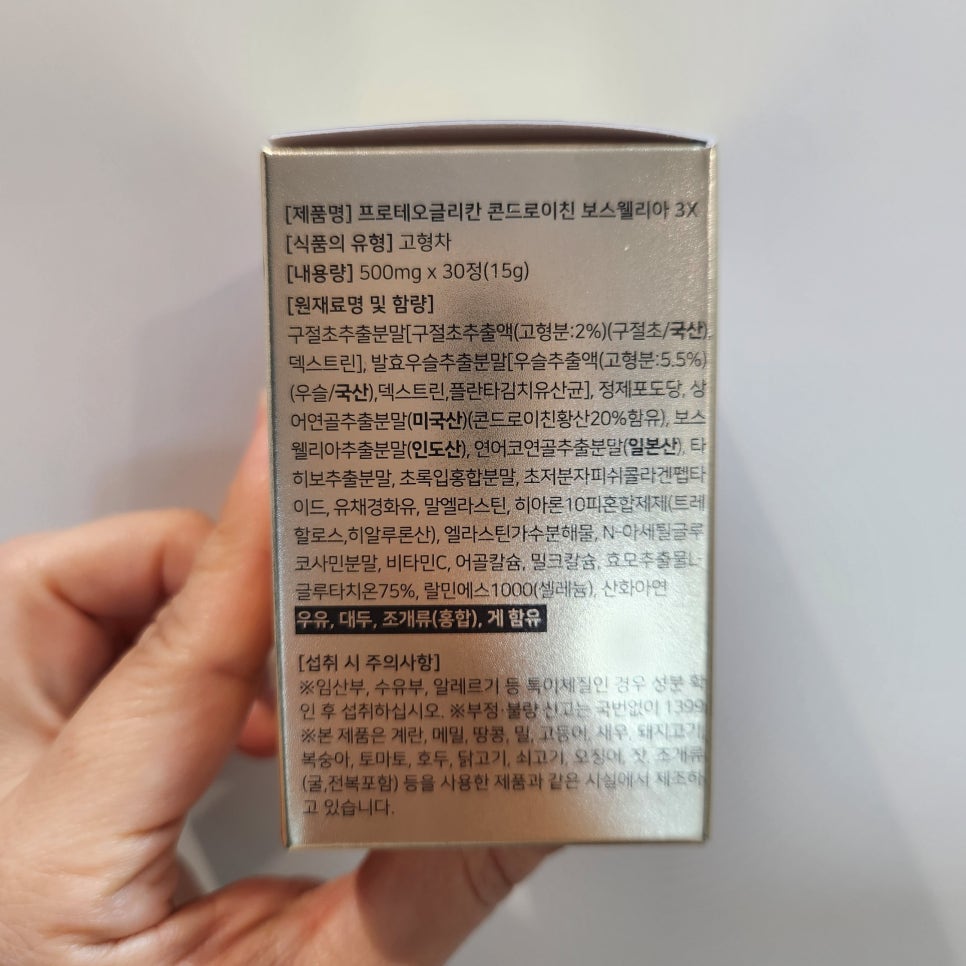 [제품명] 프로테오글리칸 콘드로이친 보스웰리아 3X
[식품의 유형] 고형차
[내용량] 500mg x 30정(15g)
[원재료명 및 함량]
구절초추출분말[구절초추출액(고형분:2%)(구절초/국산),
덱스트린], 발효우슬추출분말[우슬추출액(고형분:5.5%)
(우슬/국산),덱스트린,플란타김치유산균], 정제포도당, 상
어연골추출분말(미국산)(콘드로이친황산20%함유), 보스
웰리아추출분말(인도산), 연어코연골추출분말(일본산), 타
히보추출분말, 초록입홍합분말, 초저분자피쉬콜라겐펩타
이드, 유채경화유, 말엘라스틴, 히아론10피혼합제제(트레
할로스,히알루론산), 엘라스틴가수분해물, N-아세틸글루
코사민분말, 비타민C, 어골칼슘, 밀크칼슘, 효모추출물L-
글루타치온75%, 랄민에스1000(셀레늄), 산화아연
우유, 대두, 조개류(홍합), 게 함유
[섭취 시 주의사항]
※임산부, 수유부, 알레르기 등 특이체질인 경우 성분 확
인 후 섭취하십시오. ※부정·불량 신고는 국번없이 1399
※본 제품은 계란, 메밀, 땅콩, 밀, 고등어, 새우, 돼지고기,
복숭아, 토마토, 호두, 닭고기, 쇠고기, 오징어, 잣, 조개류
(굴,전복포함) 등을 사용한 제품과 같은 시설에서 제조하
고 있습니다.